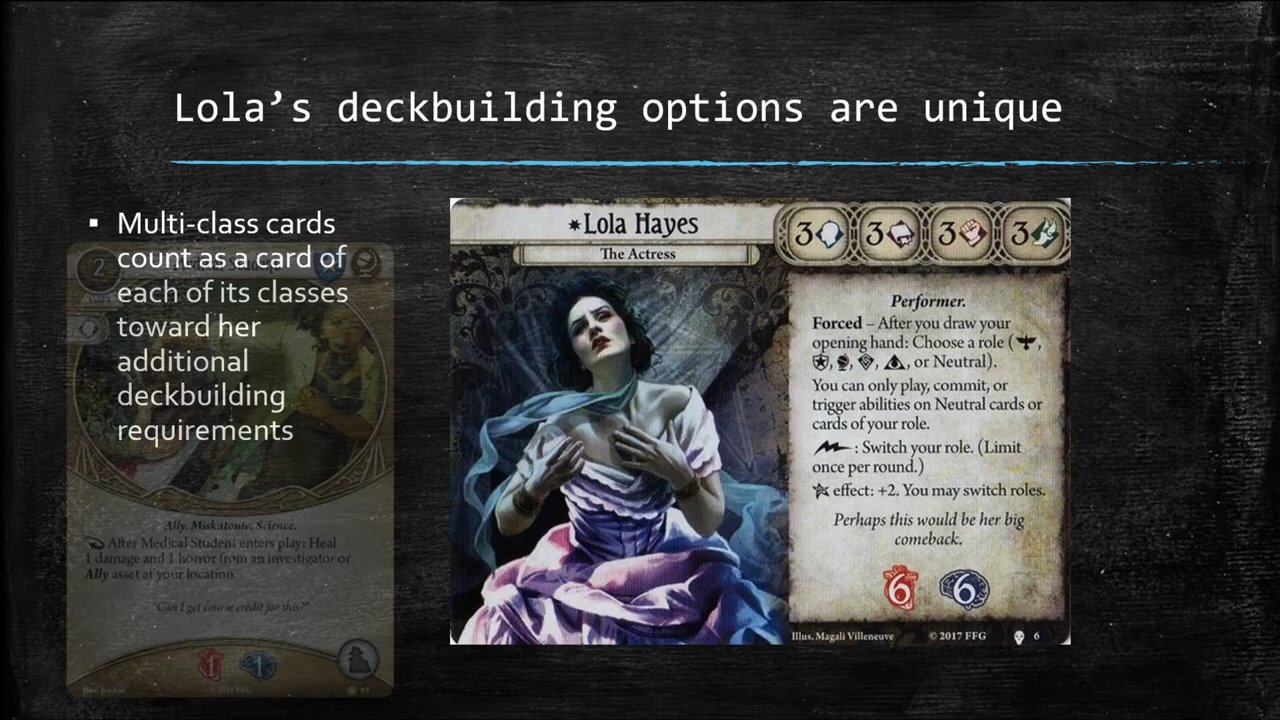 Lola’s deckbuilding options are unique
▪ Multi-class cards
count as a card of
each of its classes
toward her
additional
deckbuilding
requirements
2
Ally. Miskatonic. Science.
After Medical Student enters play: Heal
1 damage and 1 horror from an investigator or
Ally asset at your location.
"Can I get course credit for this?"
1 1
Lola Hayes
The Actress
3 3 3 3
Performer.
Forced – After you draw your
opening hand: Choose a role ( ,
, , , , or Neutral).
You can only play, commit, or
trigger abilities on Neutral cards or
cards of your role.
: Switch your role. (Limit
once per round.)
effect: +2. You may switch roles.
Perhaps this would be her big
comeback.
6 6
Illus. Magali Villeneuve © 2017 FFG 6